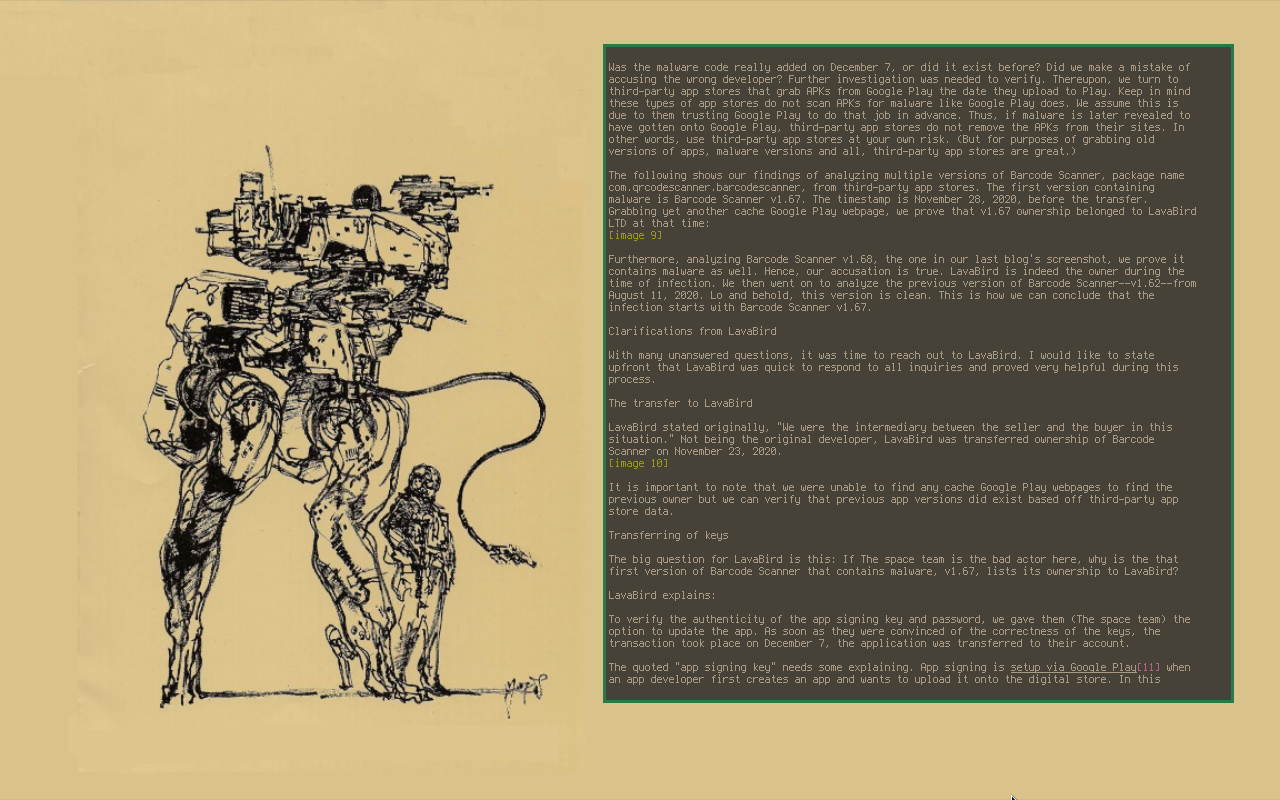 Was the malware code really added on December 7, or did it exist before? Did we make a mistake of
accusing the wrong developer? Further investigation was needed to verify. Thereupon, we turn to
third-party app stores that grab APKs from Google Play the date they upload to Play. Keep in mind
these types of app stores do not scan APKs for malware like Google Play does. We assume this is
due to them trusting Google Play to do that job in advance. Thus, if malware is later revealed to
have gotten onto Google Play, third-party app stores do not remove the APKs from their sites. In
other words, use third-party app stores at your own risk. (But for purposes of grabbing old
versions of apps, malware versions and all, third-party app stores are great.)
The following shows our findings of analyzing multiple versions of Barcode Scanner, package name
com.qrcodescanner.barcodescanner, from third-party app stores. The first version containing
malware is Barcode Scanner v1.67. The timestamp is November 28, 2020, before the transfer.
Grabbing yet another cache Google Play webpage, we prove that v1.67 ownership belonged to LavaBird
LTD at that time:
[image 9]
Furthermore, analyzing Barcode Scanner v1.68, the one in our last blog's screenshot, we prove it
contains malware as well. Hence, our accusation is true. LavaBird is indeed the owner during the
time of infection. We then went on to analyze the previous version of Barcode Scanner--v1.62--from
August 11, 2020. Lo and behold, this version is clean. This is how we can conclude that the
infection starts with Barcode Scanner v1.67.
Clarifications from LavaBird
With many unanswered questions, it was time to reach out to LavaBird. I would like to state
upfront that LavaBird was quick to respond to all inquiries and proved very helpful during this
process.
The transfer to LavaBird
LavaBird stated originally, "We were the intermediary between the seller and the buyer in this
situation." Not being the original developer, LavaBird was transferred ownership of Barcode
Scanner on November 23, 2020.
[image 10]
It is important to note that we were unable to find any cache Google Play webpages to find the
previous owner but we can verify that previous app versions did exist based off third-party app
store data.
Transferring of keys
The big question for LavaBird is this: If The space team is the bad actor here, why is the that
first version of Barcode Scanner that contains malware, v1.67, lists its ownership to LavaBird?
LavaBird explains:
To verify the authenticity of the app signing key and password, we gave them (The space team) the
option to update the app. As soon as they were convinced of the correctness of the keys, the
transaction took place on December 7, the application was transferred to their account.
The quoted "app signing key" needs some explaining. App signing is setup via Google Play[11] when
an app developer first creates an app and wants to upload it onto the digital store. In this